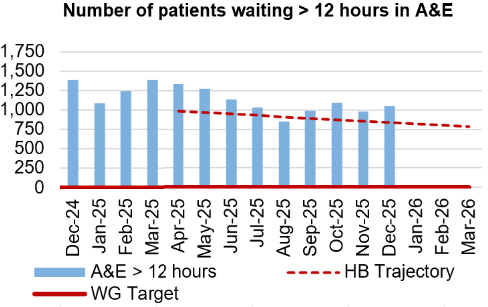 Number of patients waiting > 12 hours in A&E
1,750
1,500
1,250
1,000
750
500
250
0
Dec-24
Jan-25
Feb-25
Mar-25
Apr-25
May-25
Jun-25
Jul-25
Aug-25
Sep-25
Oct-25
Nov-25
Dec-25
Jan-26
Feb-26
Mar-26
A&E > 12 hours
HB Trajectory
WG Target